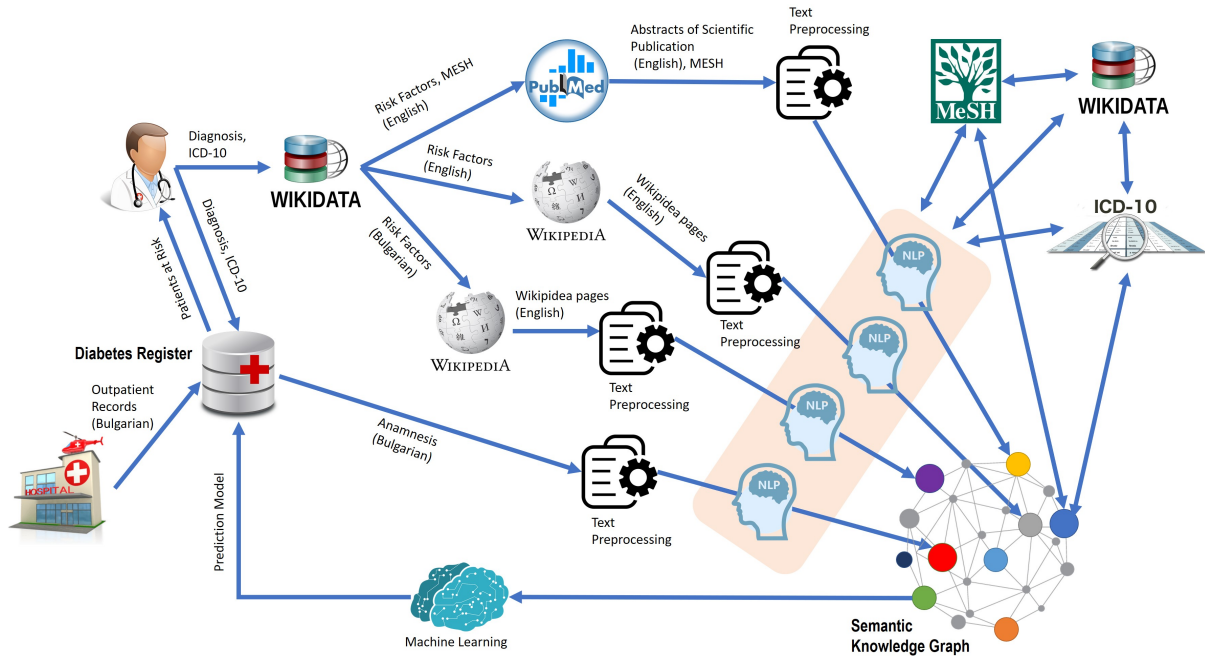 Abstracts of Scientific
Publication
(English), MESH
Text
Preprocessing
Risk Factors, MESH
(English)
PubMed
MeSH
WIKIDATA
Diagnosis,
ICD-10
WIKIDATA
Risk Factors
(English)
WIKIPEDIA
Wikipidea pages
(English)
ICD-10
Diagnosis, ICD-10
Patients at Risk
Risk Factors
(Bulgarian)
NLP
Wikipidea pages
(English)
WIKIPEDIA
Text
Preprocessing
NLP
Diabetes Register
Text
Preprocessing
NLP
Outpatient
Records
(Bulgarian)
Anamnesis
(Bulgarian)
HOSPITAL
NLP
Text
Preprocessing
Prediction Model
Machine Learning
Semantic
Knowledge Graph